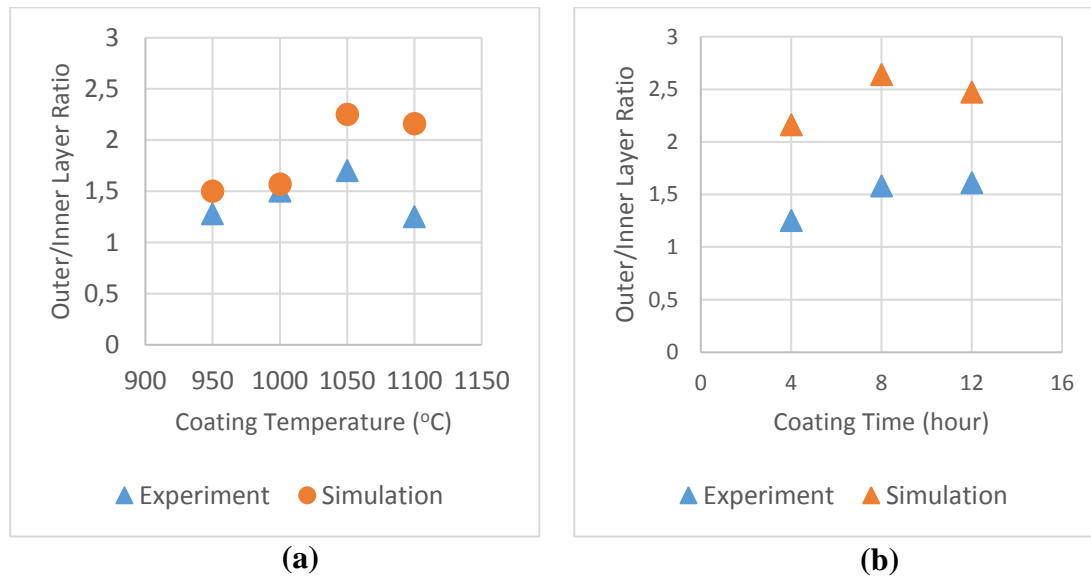 3
2,5
2
1,5
1
0,5
0
Outer/Inner Layer Ratio
900 950 1000 1050 1100 1150
Coating Temperature (ᵒC)
Experiment Simulation
(a)
3
2,5
2
1,5
1
0,5
0
Outer/Inner Layer Ratio
0 4 8 12 16
Coating Time (hour)
Experiment Simulation
(b)